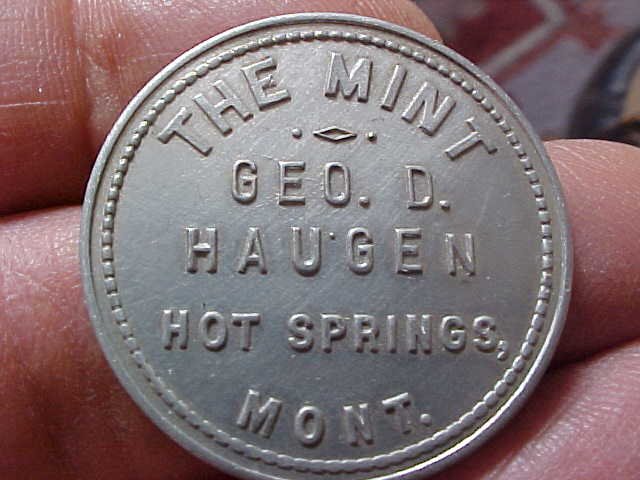 THE MINT
GEO. D.
HAUGEN
HOT SPRINGS,
MONT.